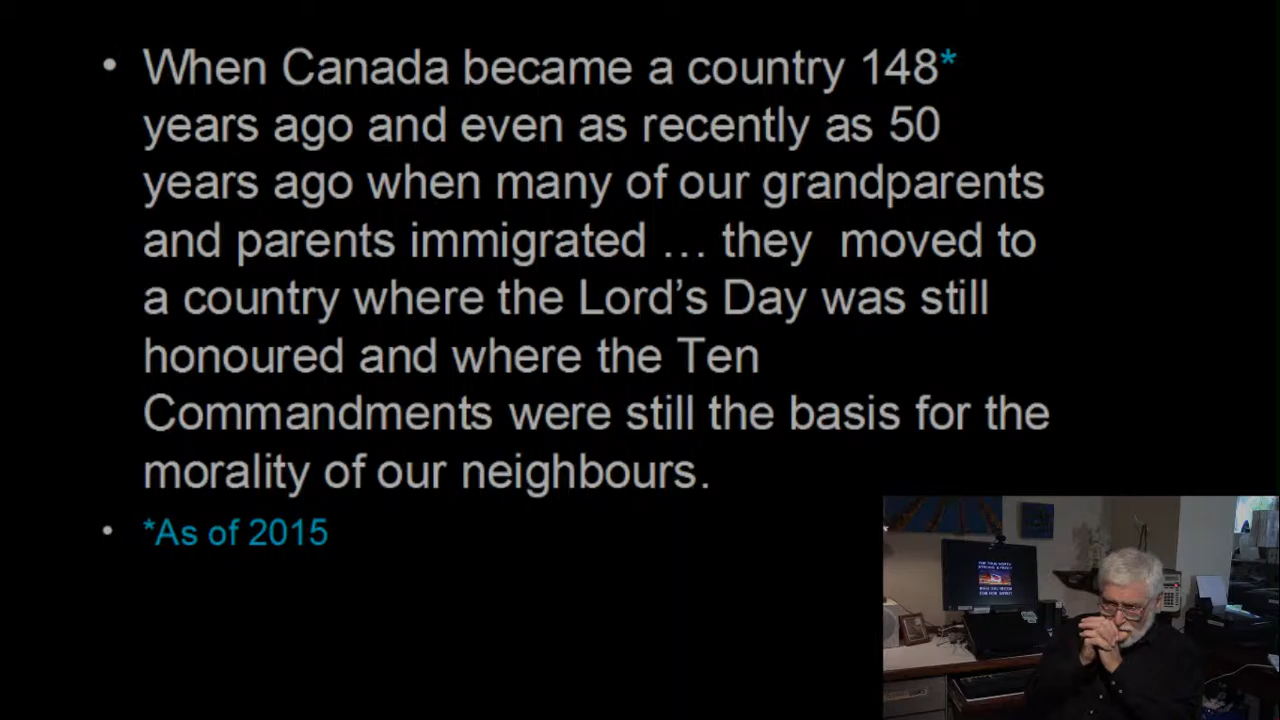 • When Canada became a country 148*
years ago and even as recently as 50
years ago when many of our grandparents
and parents immigrated … they  moved to
a country where the Lord’s Day was still
honoured and where the Ten
Commandments were still the basis for the
morality of our neighbours.
• *As of 2015